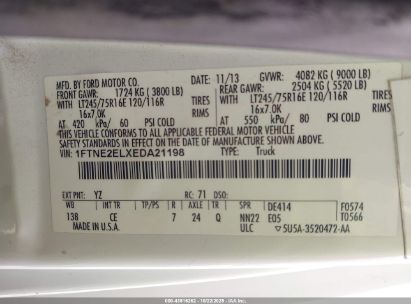 MFD. BY FORD MOTOR CO.
DATE: 11/13 GVWR: 4082 KG ( 9000 LB)
FRONT GAWR: 1724 KG ( 3800 LB) REAR GAWR: 2504 KG ( 5520 LB)
WITH LT245/75R16E 120/116R TIRES WITH LT245/75R16E 120/116R TIRES
16x7.0K RIMS 16x7.0K RIMS
AT 420 kPa/ 60 PSI COLD AT 550 kPa/ 80 PSI COLD
THIS VEHICLE CONFORMS TO ALL APPLICABLE FEDERAL MOTOR VEHICLE
SAFETY STANDARDS IN EFFECT ON THE DATE OF MANUFACTURE SHOWN ABOVE.
VIN: 1FTNE2ELXEDA21198 TYPE: Truck
EXT PNT: YZ RC: 71 DSO:
WB INT TR TP/PS R AX TR SPR DE414 F0574
138 CE 7 24 Q NN22 E05 T0566
MADE IN U.S.A. ULC 5U5A-3520472-AA